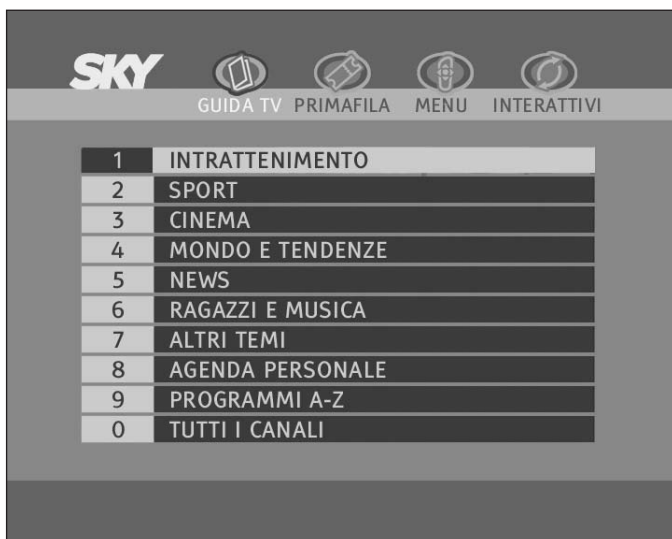 SKY
GUIDA TV PRIMAFILA MENU INTERATTIVI
1 INTRATTENIMENTO
2 SPORT
3 CINEMA
4 MONDO E TENDENZE
5 NEWS
6 RAGAZZI E MUSICA
7 ALTRI TEMI
8 AGENDA PERSONALE
9 PROGRAMMI A-Z
0 TUTTI I CANALI